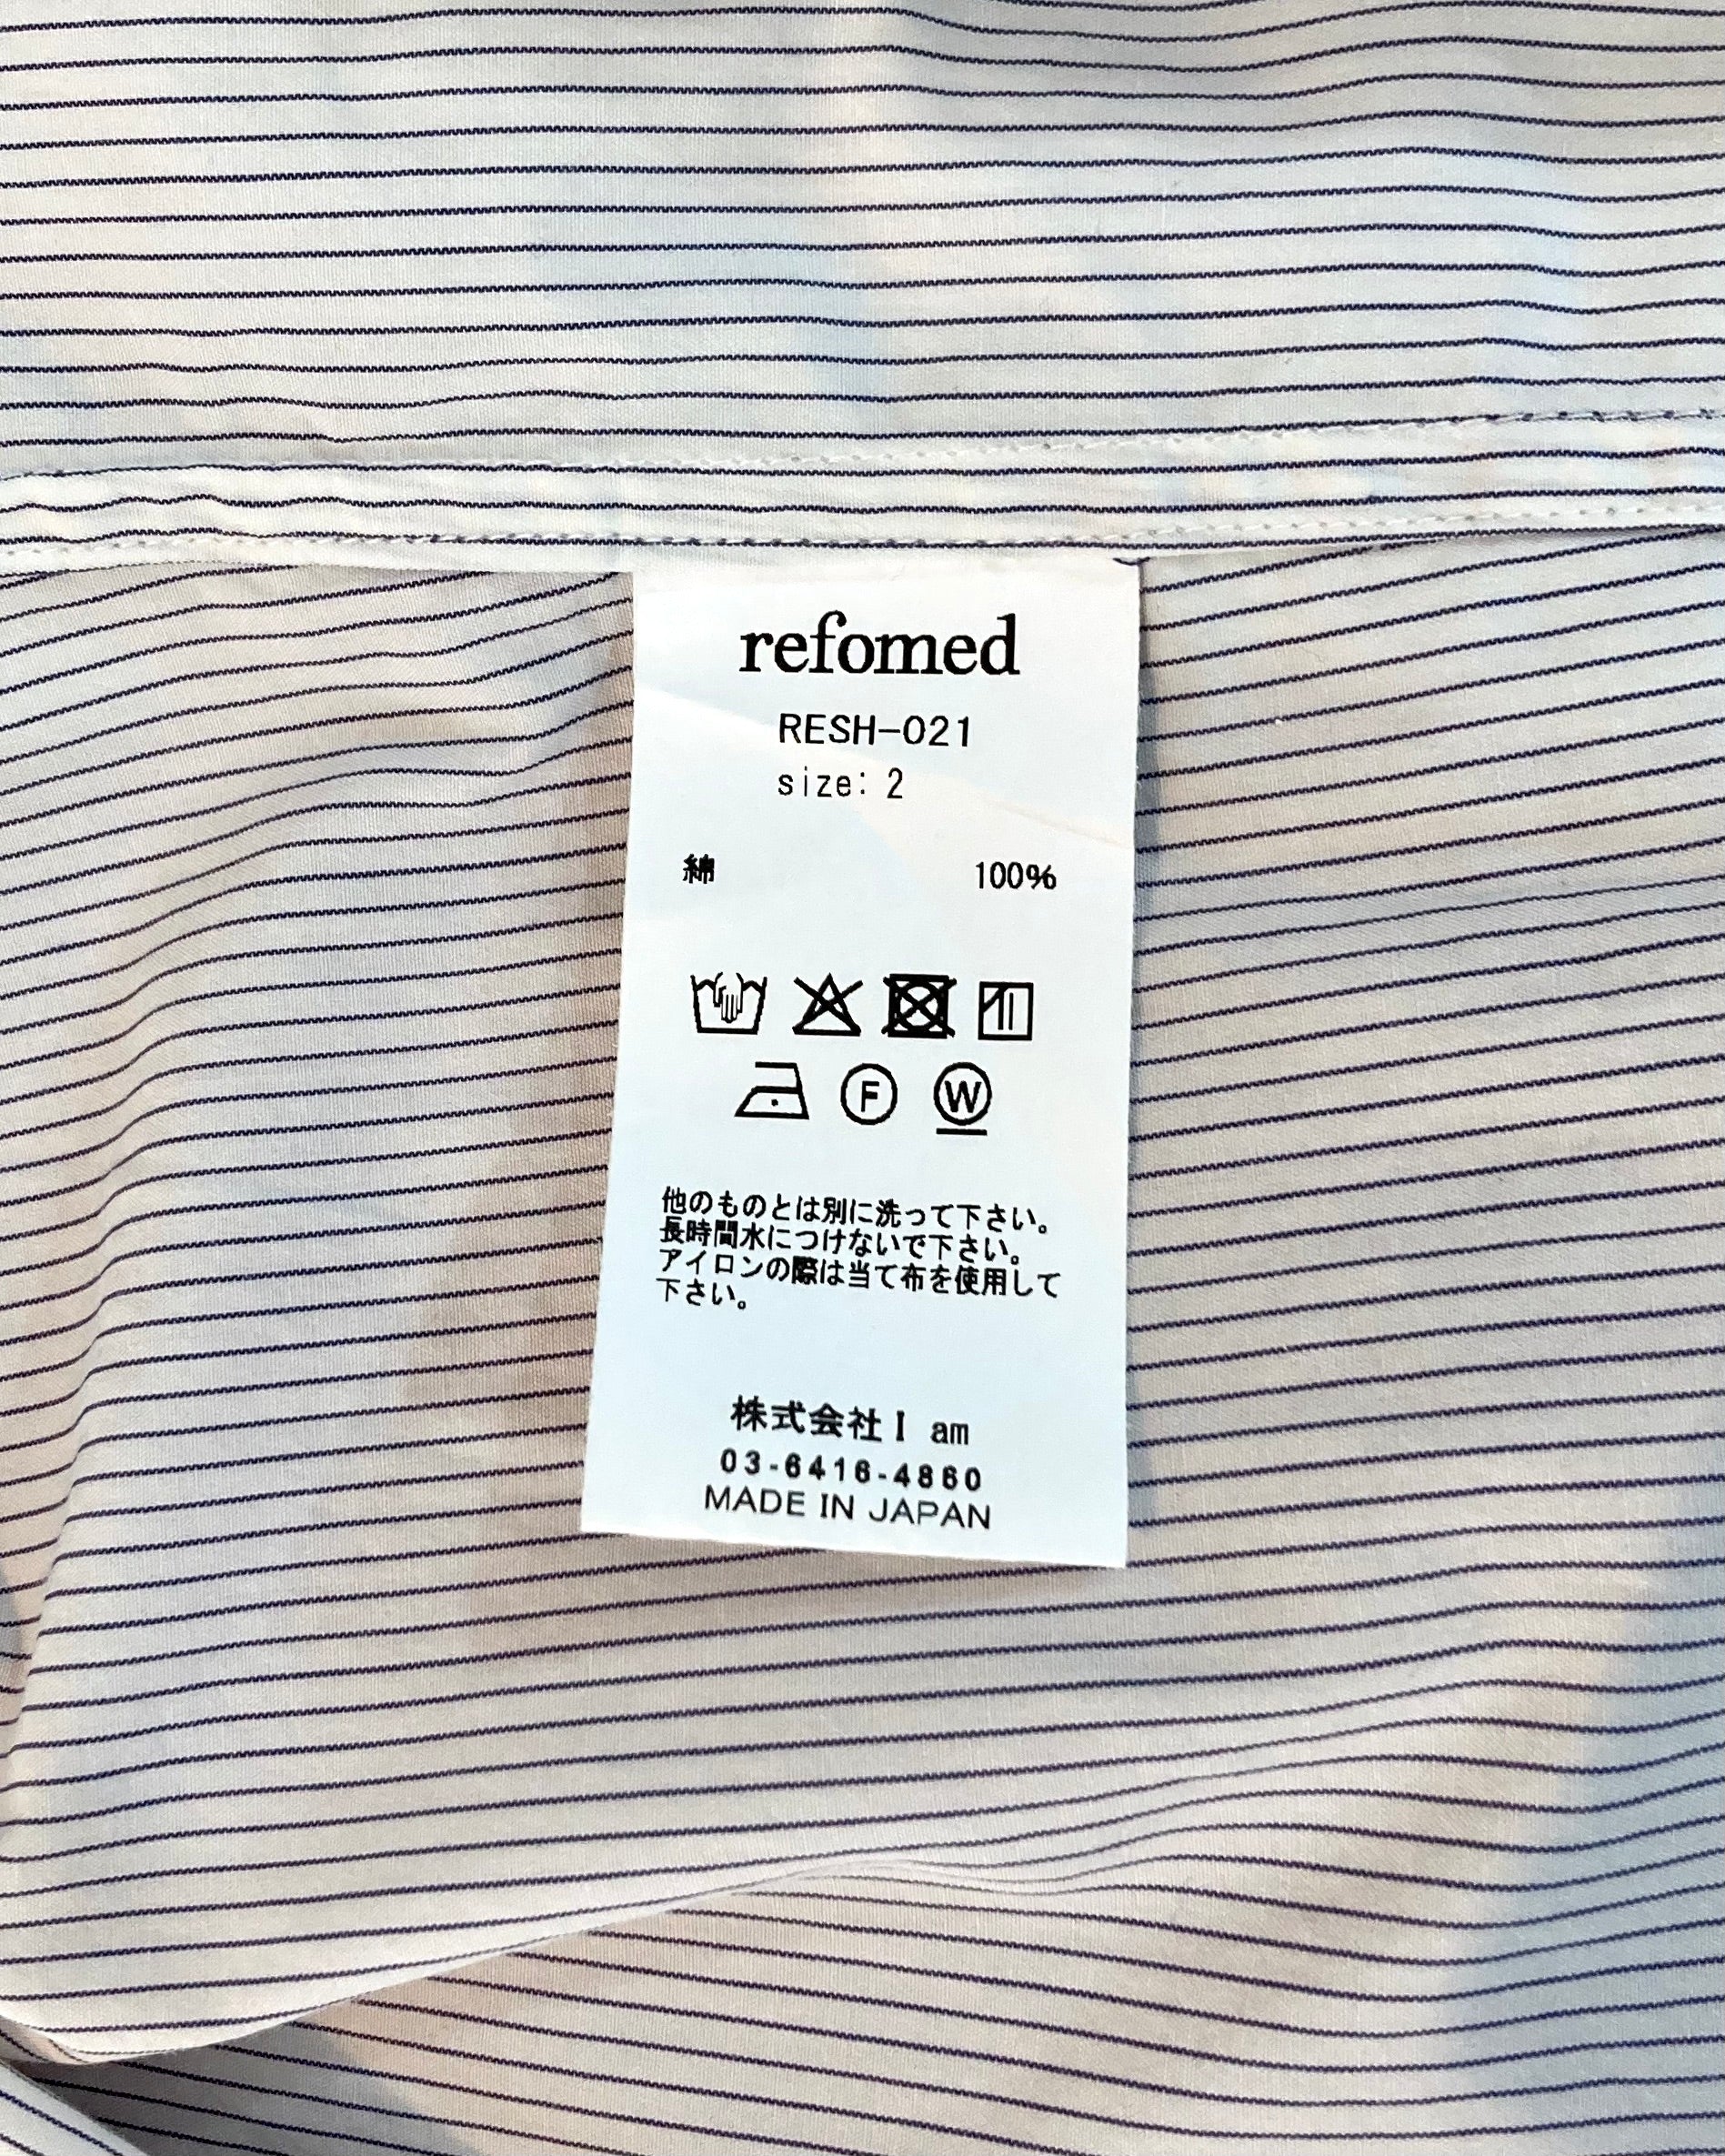 refomed
RESH-021
size: 2
綿 100%
F W
他のものとは別に洗って下さい。
長時間水につけないで下さい。
アイロンの際は当て布を使用して
下さい。
株式会社I am
03-6416-4860
MADE IN JAPAN